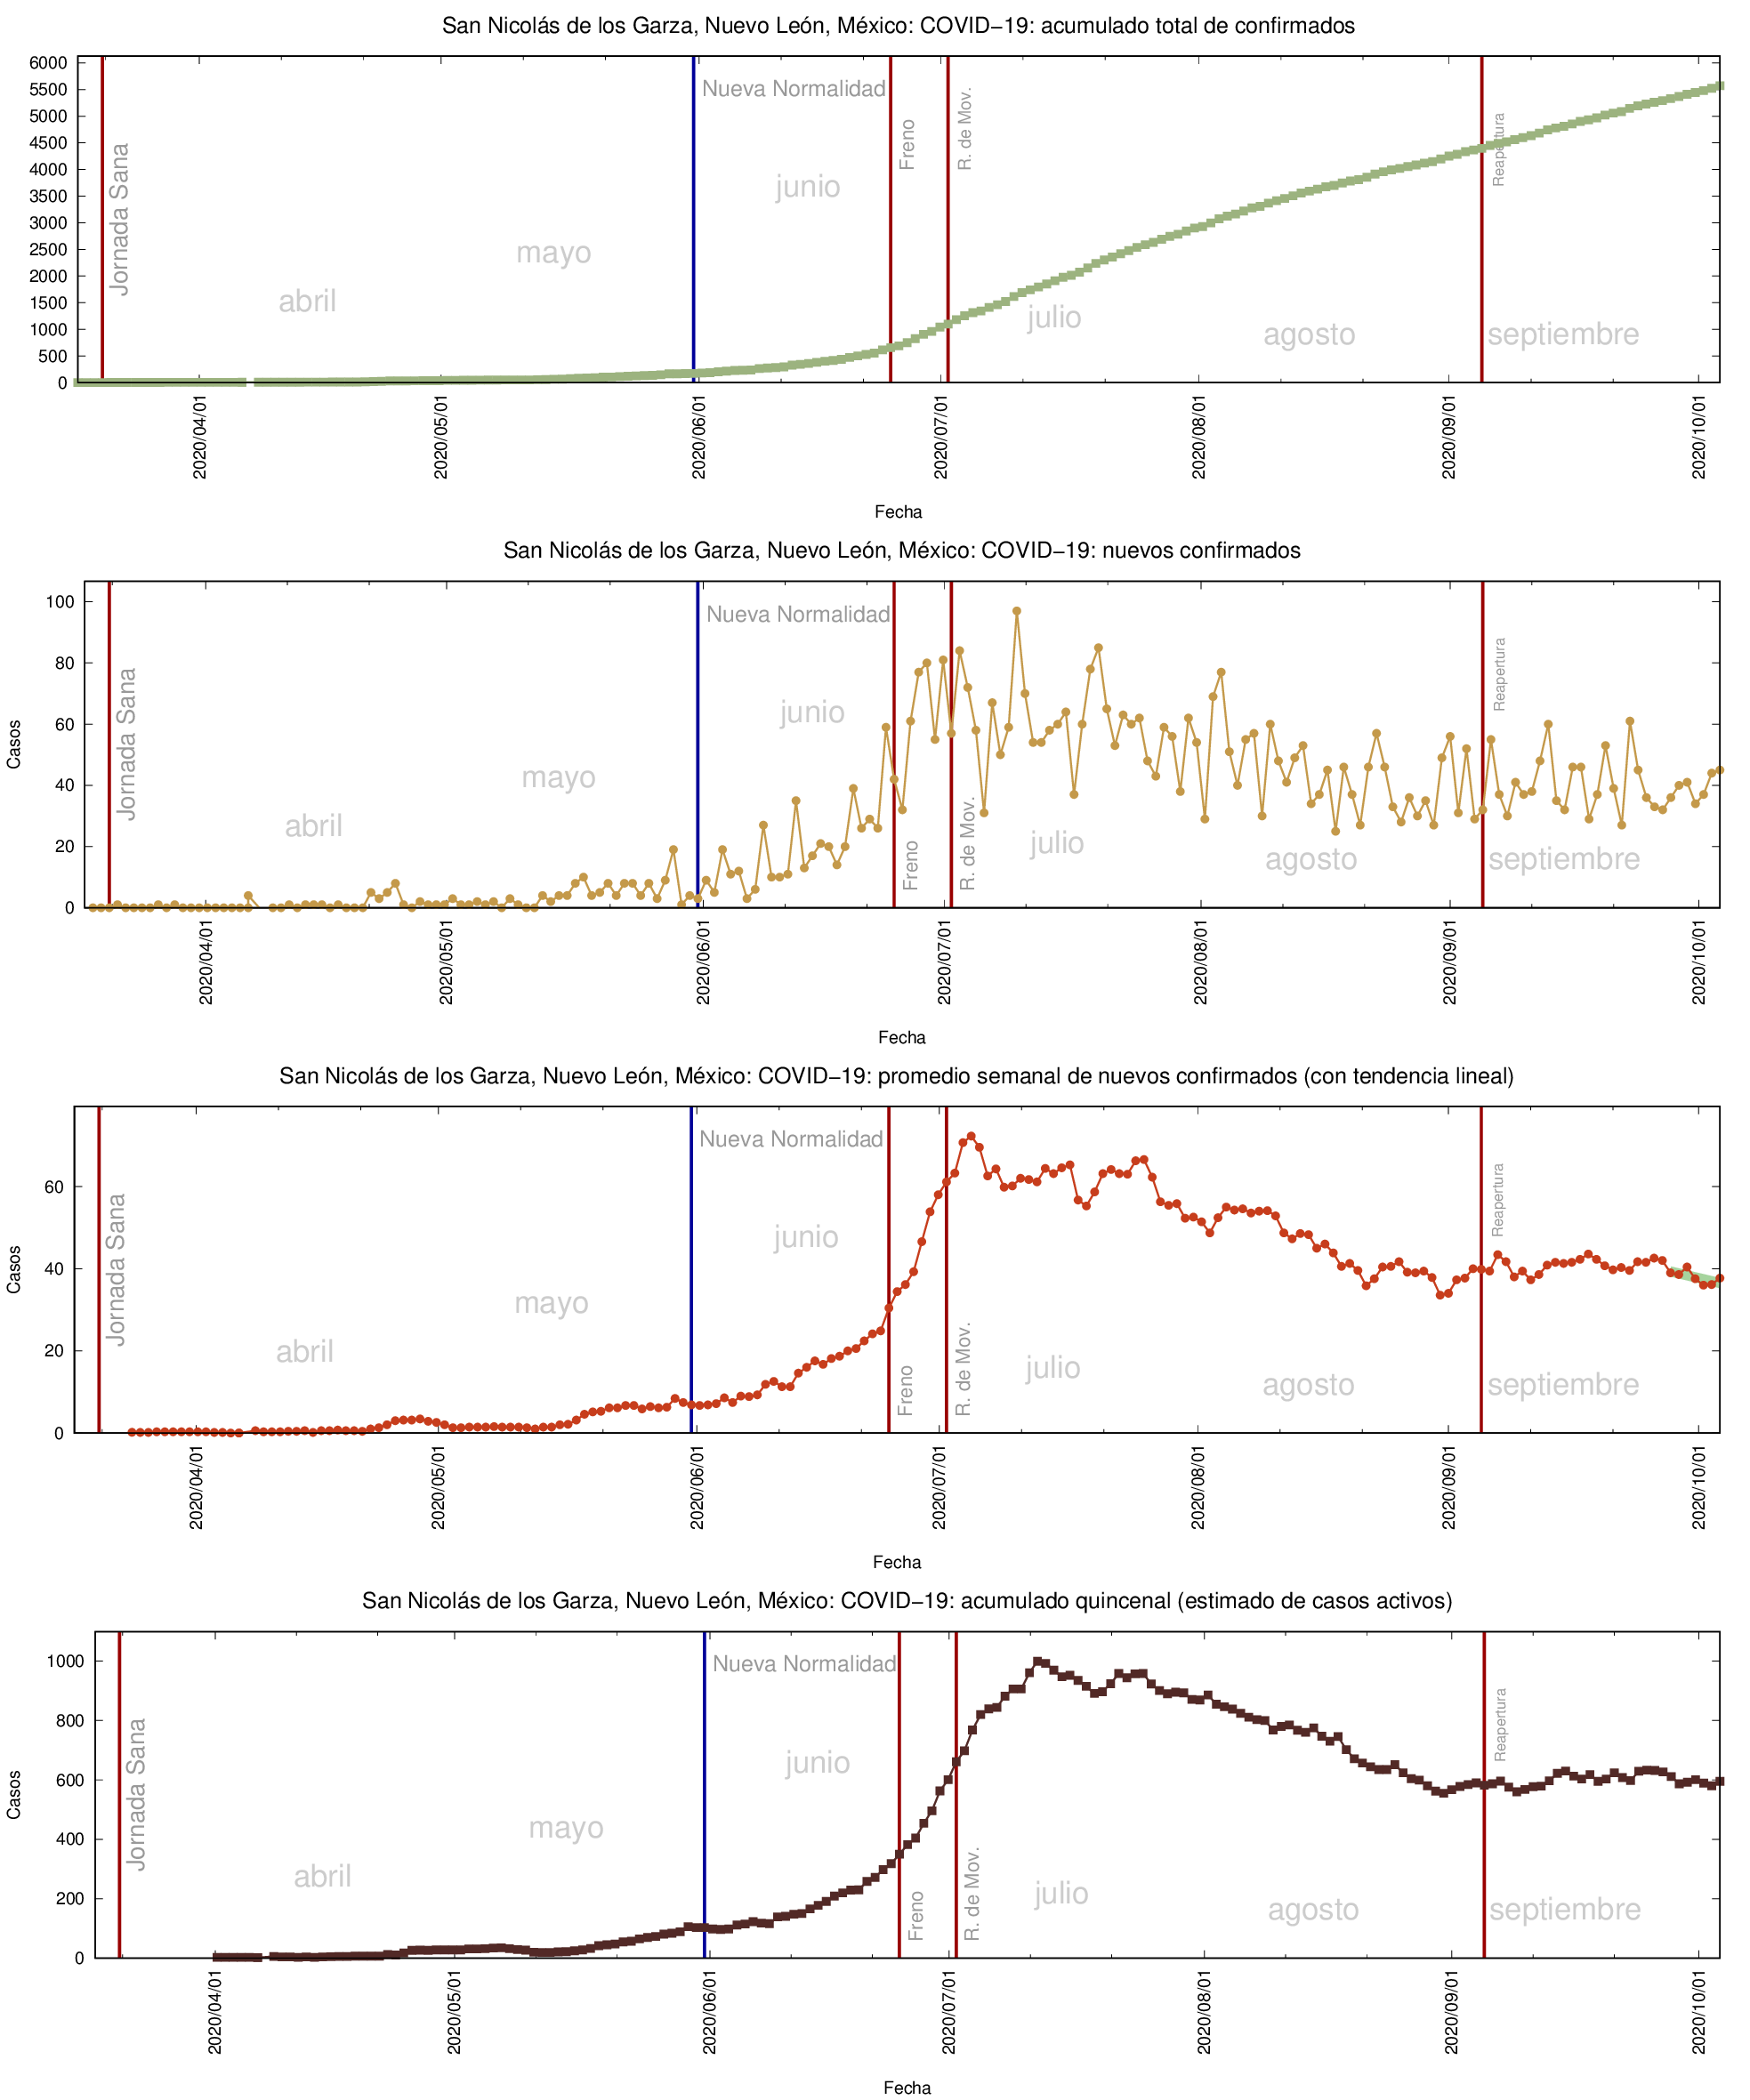 San Nicolás de los Garza, Nuevo León, México: COVID−19: acumulado total de confirmados
6000
5500
5000
4500
4000
3500
3000
2500
2000
1500
1000
500
0
Jornada Sana
abril
mayo
Nueva Normalidad
junio
Freno
R. de Mov.
julio
agosto
Reapertura
septiembre
2020/04/01
2020/05/01
2020/06/01
2020/07/01
2020/08/01
2020/09/01
2020/10/01
Fecha
San Nicolás de los Garza, Nuevo León, México: COVID−19: nuevos confirmados
Casos
100
80
60
40
20
0
Jornada Sana
abril
mayo
Nueva Normalidad
junio
Freno
R. de Mov.
julio
agosto
Reapertura
septiembre
2020/04/01
2020/05/01
2020/06/01
2020/07/01
2020/08/01
2020/09/01
2020/10/01
Fecha
San Nicolás de los Garza, Nuevo León, México: COVID−19: promedio semanal de nuevos confirmados (con tendencia lineal)
Casos
60
40
20
0
Jornada Sana
abril
mayo
Nueva Normalidad
junio
Freno
R. de Mov.
julio
agosto
Reapertura
septiembre
2020/04/01
2020/05/01
2020/06/01
2020/07/01
2020/08/01
2020/09/01
2020/10/01
Fecha
San Nicolás de los Garza, Nuevo León, México: COVID−19: acumulado quincenal (estimado de casos activos)
Casos
1000
800
600
400
200
0
Jornada Sana
abril
mayo
Nueva Normalidad
junio
Freno
R. de Mov.
julio
agosto
Reapertura
septiembre
2020/04/01
2020/05/01
2020/06/01
2020/07/01
2020/08/01
2020/09/01
2020/10/01
Fecha